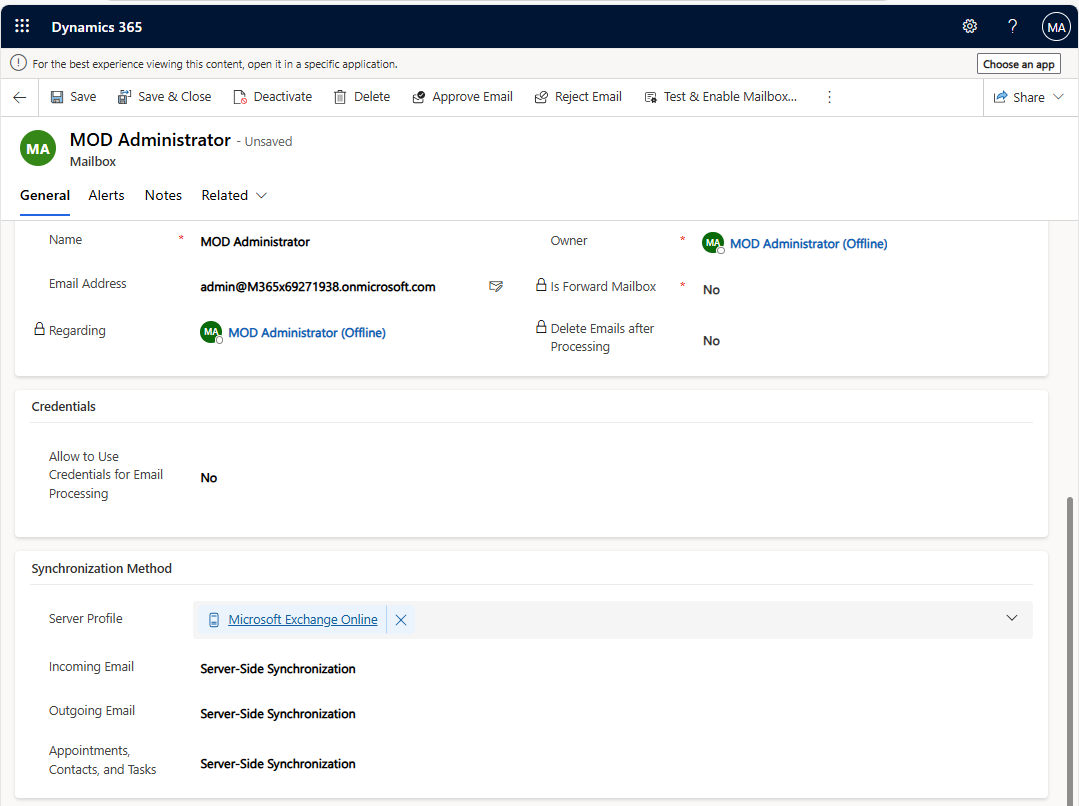 Dynamics 365
?
MA
For the best experience viewing this content, open it in a specific application.
Choose an app
Save
Save & Close
Deactivate
Delete
Approve Email
Reject Email
Test & Enable Mailbox...
Share
MA
MOD Administrator - Unsaved
Mailbox
General
Alerts
Notes
Related
Name
*
MOD Administrator
Owner
*
MA
MOD Administrator (Offline)
Email Address
admin@M365x69271938.onmicrosoft.com
Is Forward Mailbox
*
No
Regarding
MA
MOD Administrator (Offline)
Delete Emails after
Processing
No
Credentials
Allow to Use
Credentials for Email
Processing
No
Synchronization Method
Server Profile
Microsoft Exchange Online
Incoming Email
Server-Side Synchronization
Outgoing Email
Server-Side Synchronization
Appointments,
Contacts, and Tasks
Server-Side Synchronization